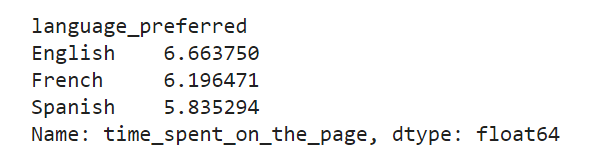 language_preferred
English    6.663750
French     6.196471
Spanish    5.835294
Name: time_spent_on_the_page, dtype: float64